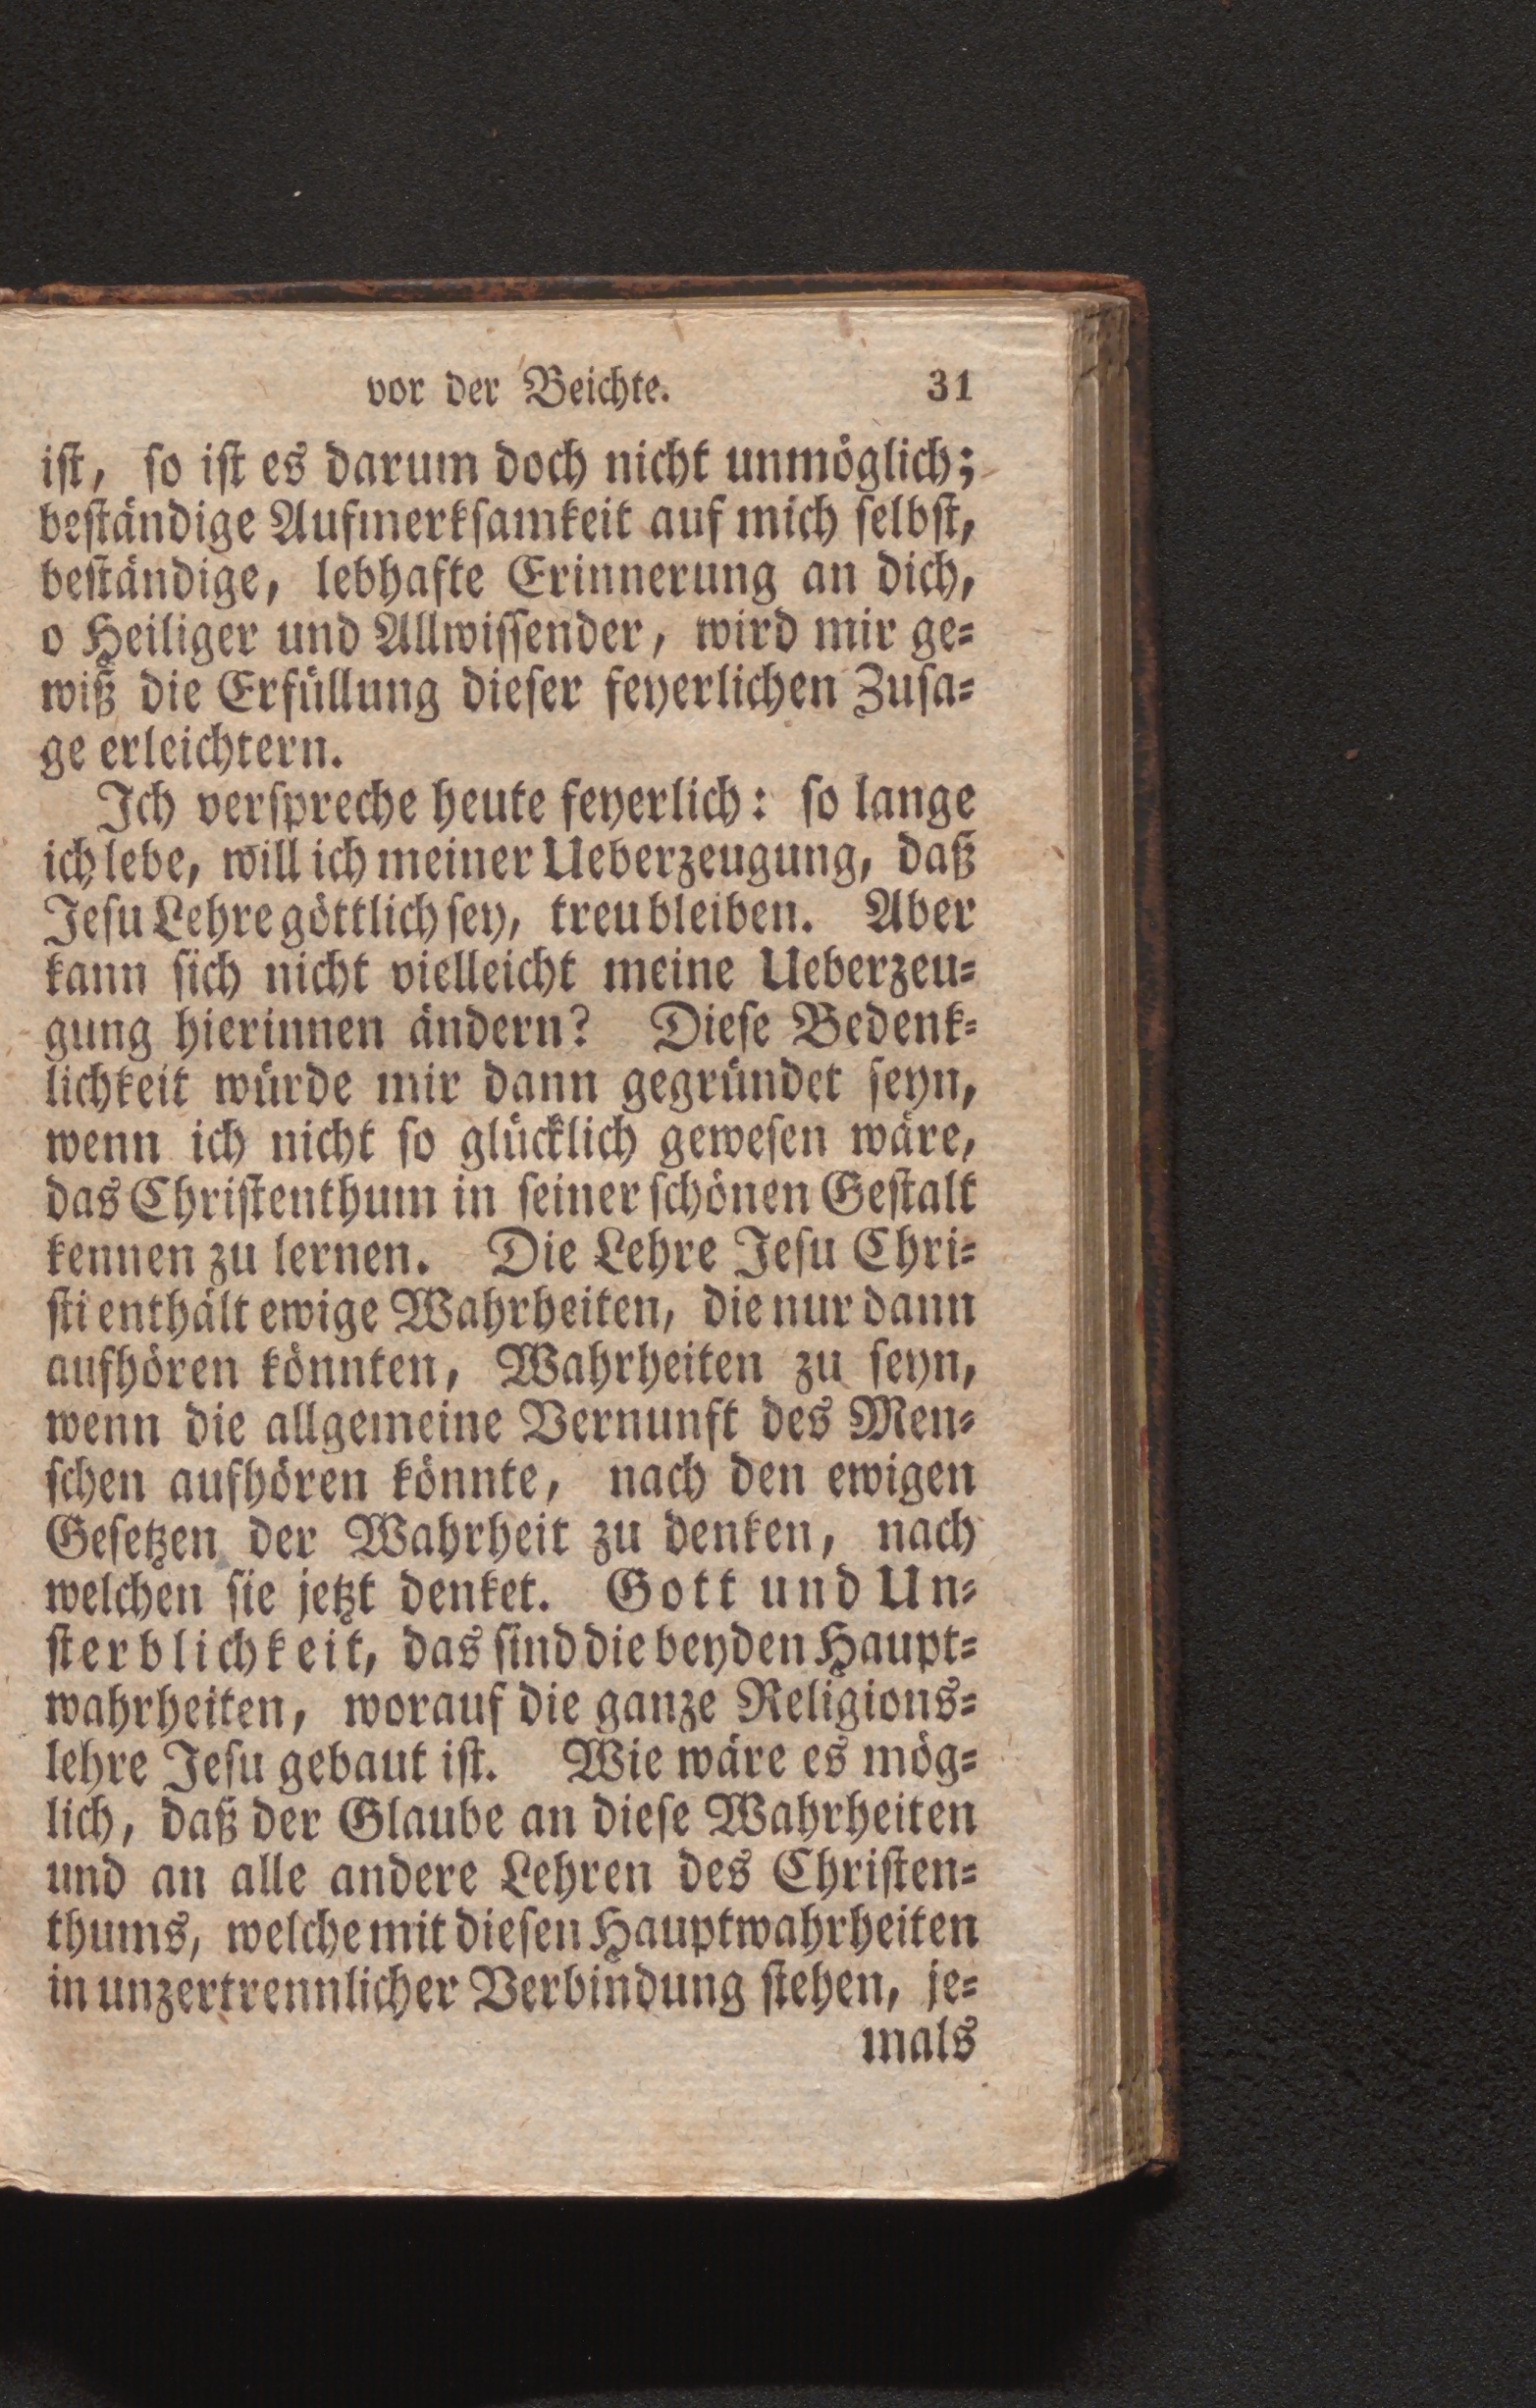 vor der Beichte. 31
iſt, ſo iſt es darum doch nicht unmöglich;
beſtändige Aufmerkſamkeit auf mich ſelbſt,
beſtändige, lebhafte Erinnerung an dich,
o Heiliger und Allwiſſender, wird mir ge-
wiß die Erfüllung dieſer feyerlichen Zuſa-
ge erleichtern.
Ich verſpreche heute feyerlich: ſo lange
ich lebe, will ich meiner Ueberzeugung, daß
Jeſu Lehre göttlich ſey, treu bleiben. Aber
kann ſich nicht vielleicht meine Ueberzeu-
gung hierinnen ändern? Dieſe Bedenk-
lichkeit würde mir dann gegründet ſeyn,
wenn ich nicht ſo glücklich geweſen wäre,
das Chriſtenthum in ſeiner ſchönen Geſtalt
kennen zu lernen. Die Lehre Jeſu Chri-
ſti enthält ewige Wahrheiten, die nur dann
aufhören könnten, Wahrheiten zu ſeyn,
wenn die allgemeine Vernunft des Men-
ſchen aufhören könnte, nach den ewigen
Geſetzen der Wahrheit zu denken, nach
welchen ſie jetzt denket. Gott und Un-
ſterblichkeit, das ſind die beyden Haupt-
wahrheiten, worauf die ganze Religions-
lehre Jeſu gebaut iſt. Wie wäre es mög-
lich, daß der Glaube an dieſe Wahrheiten
und an alle andere Lehren des Chriſten-
thums, welche mit dieſen Hauptwahrheiten
in unzertrennlicher Verbindung ſtehen, je-
mals